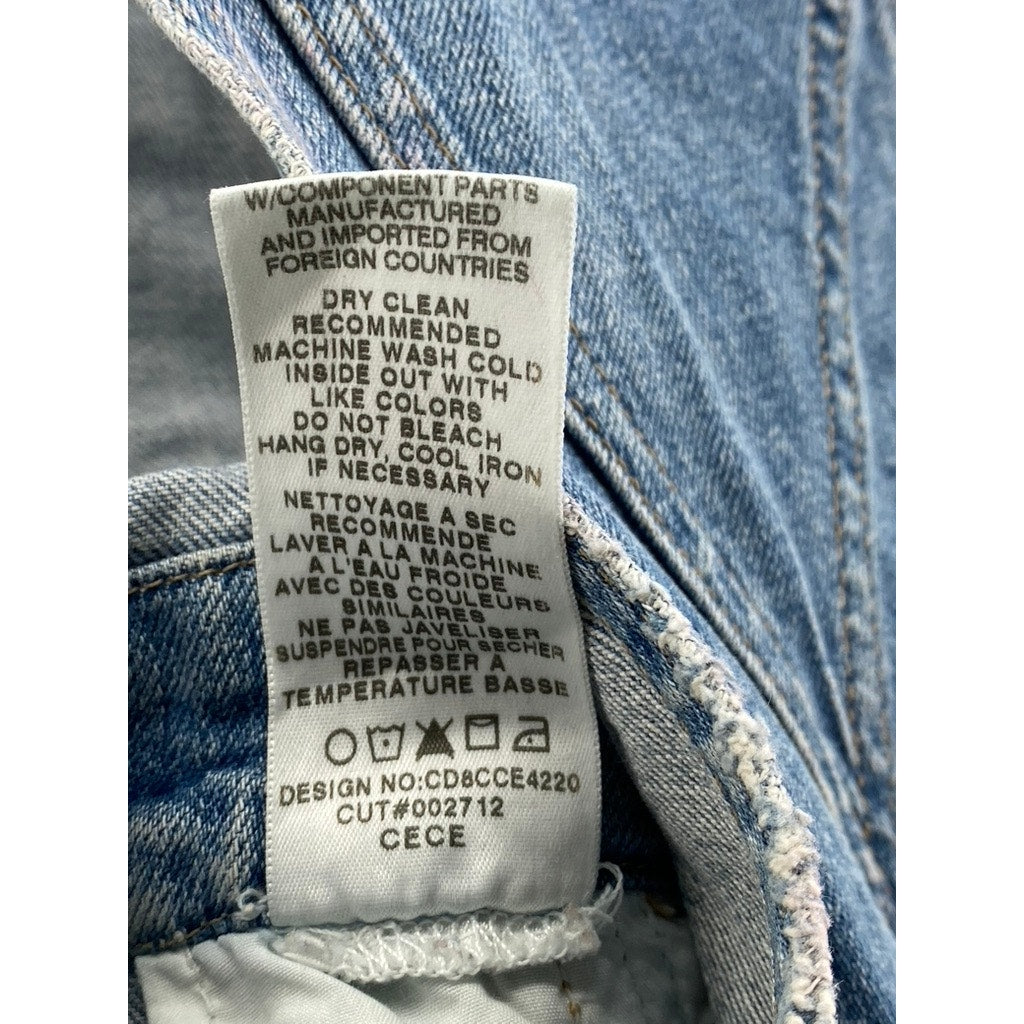 W/COMPONENT PARTS
MANUFACTURED
AND IMPORTED FROM
FOREIGN COUNTRIES
DRY CLEAN
RECOMMENDED
MACHINE WASH COLD
INSIDE OUT WITH
LIKE COLORS
DO NOT BLEACH
HANG DRY, COOL IRON
IF NECESSARY
NETTOYAGE A SEC
RECOMMENDE
LAVER A LA MACHINE
A L'EAU FROIDE
AVEC DES COULEURS
SIMILAIRES
NE PAS JAVELISER
SUSPENDRE POUR SECHER
REPASSER A
TEMPERATURE BASSE
DESIGN NO:CD8CCE4220
CUT#002712
CECE